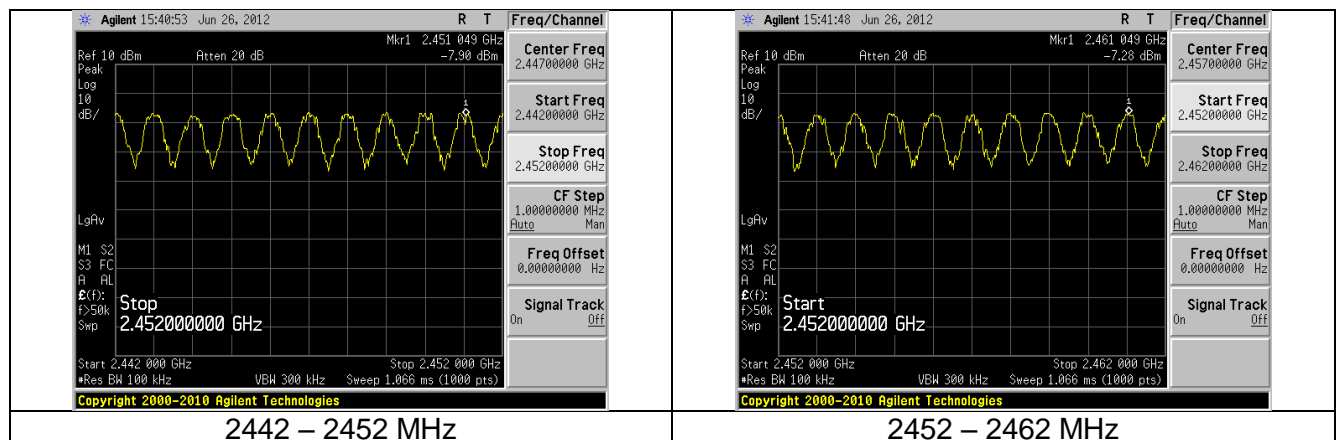 Agilent 15:40:53 Jun 26, 2012 R T Freq/Channel
Mkr1 2.451 049 GHz
Ref 10 dBm Atten 20 dB -7.90 dBm
Peak
Log
10
dB/
1
LgAv
M1 S2
S3 FC
A AL
£(f):
f>50k
Swp
Stop
2.452000000 GHz
Start 2.442 000 GHz Stop 2.452 000 GHz
#Res BW 100 kHz VBW 300 kHz Sweep 1.066 ms (1000 pts)
Center Freq
2.44700000 GHz
Start Freq
2.44200000 GHz
Stop Freq
2.45200000 GHz
CF Step
1.00000000 MHz
Auto Man
Freq Offset
0.00000000 Hz
Signal Track
On Off
Copyright 2000-2010 Agilent Technologies
2442 – 2452 MHz
Agilent 15:41:48 Jun 26, 2012 R T Freq/Channel
Mkr1 2.461 049 GHz
Ref 10 dBm Atten 20 dB -7.28 dBm
Peak
Log
10
dB/
1
LgAv
M1 S2
S3 FC
A AL
£(f):
f>50k
Swp
Start
2.452000000 GHz
Start 2.452 000 GHz Stop 2.462 000 GHz
#Res BW 100 kHz VBW 300 kHz Sweep 1.066 ms (1000 pts)
Center Freq
2.45700000 GHz
Start Freq
2.45200000 GHz
Stop Freq
2.46200000 GHz
CF Step
1.00000000 MHz
Auto Man
Freq Offset
0.00000000 Hz
Signal Track
On Off
Copyright 2000-2010 Agilent Technologies
2452 – 2462 MHz